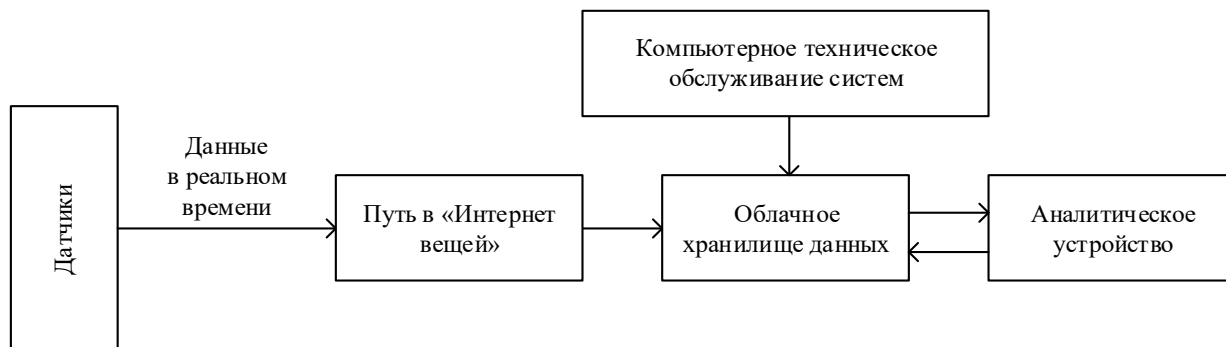 Компьютерное техническое
обслуживание систем
Датчики
Данные
в реальном
времени
Путь в «Интернет
вещей»
Облачное
хранилище данных
Аналитическое
устройство